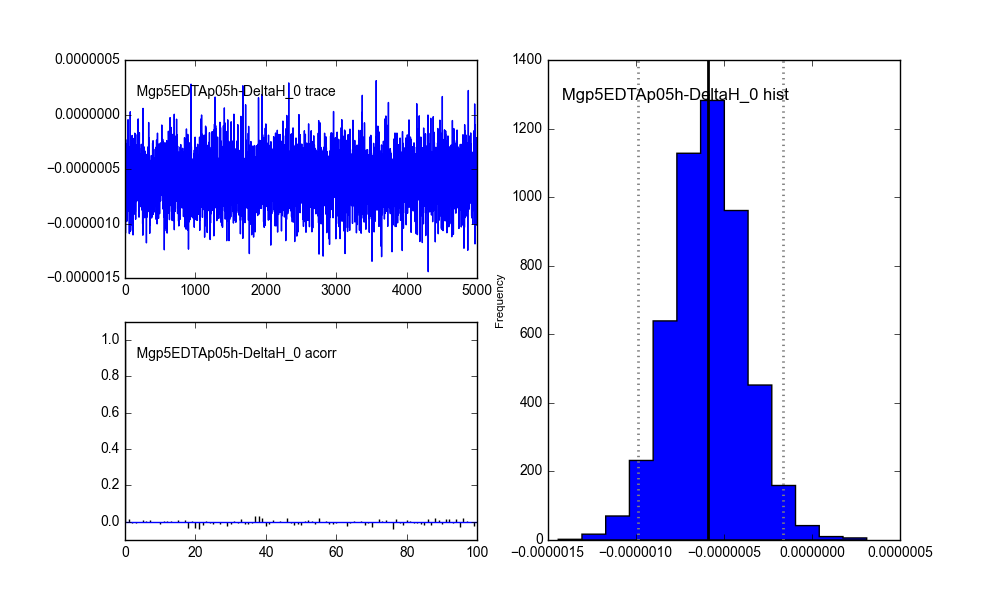 0.0000005
0.0000000
−0.0000005
−0.0000010
−0.0000015
Mgp5EDTAp05h-DeltaH_0 trace
0 1000 2000 3000 4000 5000
1.0
0.8
0.6
0.4
0.2
0.0
Mgp5EDTAp05h-DeltaH_0 acorr
0 20 40 60 80 100
Frequency
1400
1200
1000
800
600
400
200
0
Mgp5EDTAp05h-DeltaH_0 hist
−0.0000015 −0.0000010 −0.0000005 0.0000000 0.0000005